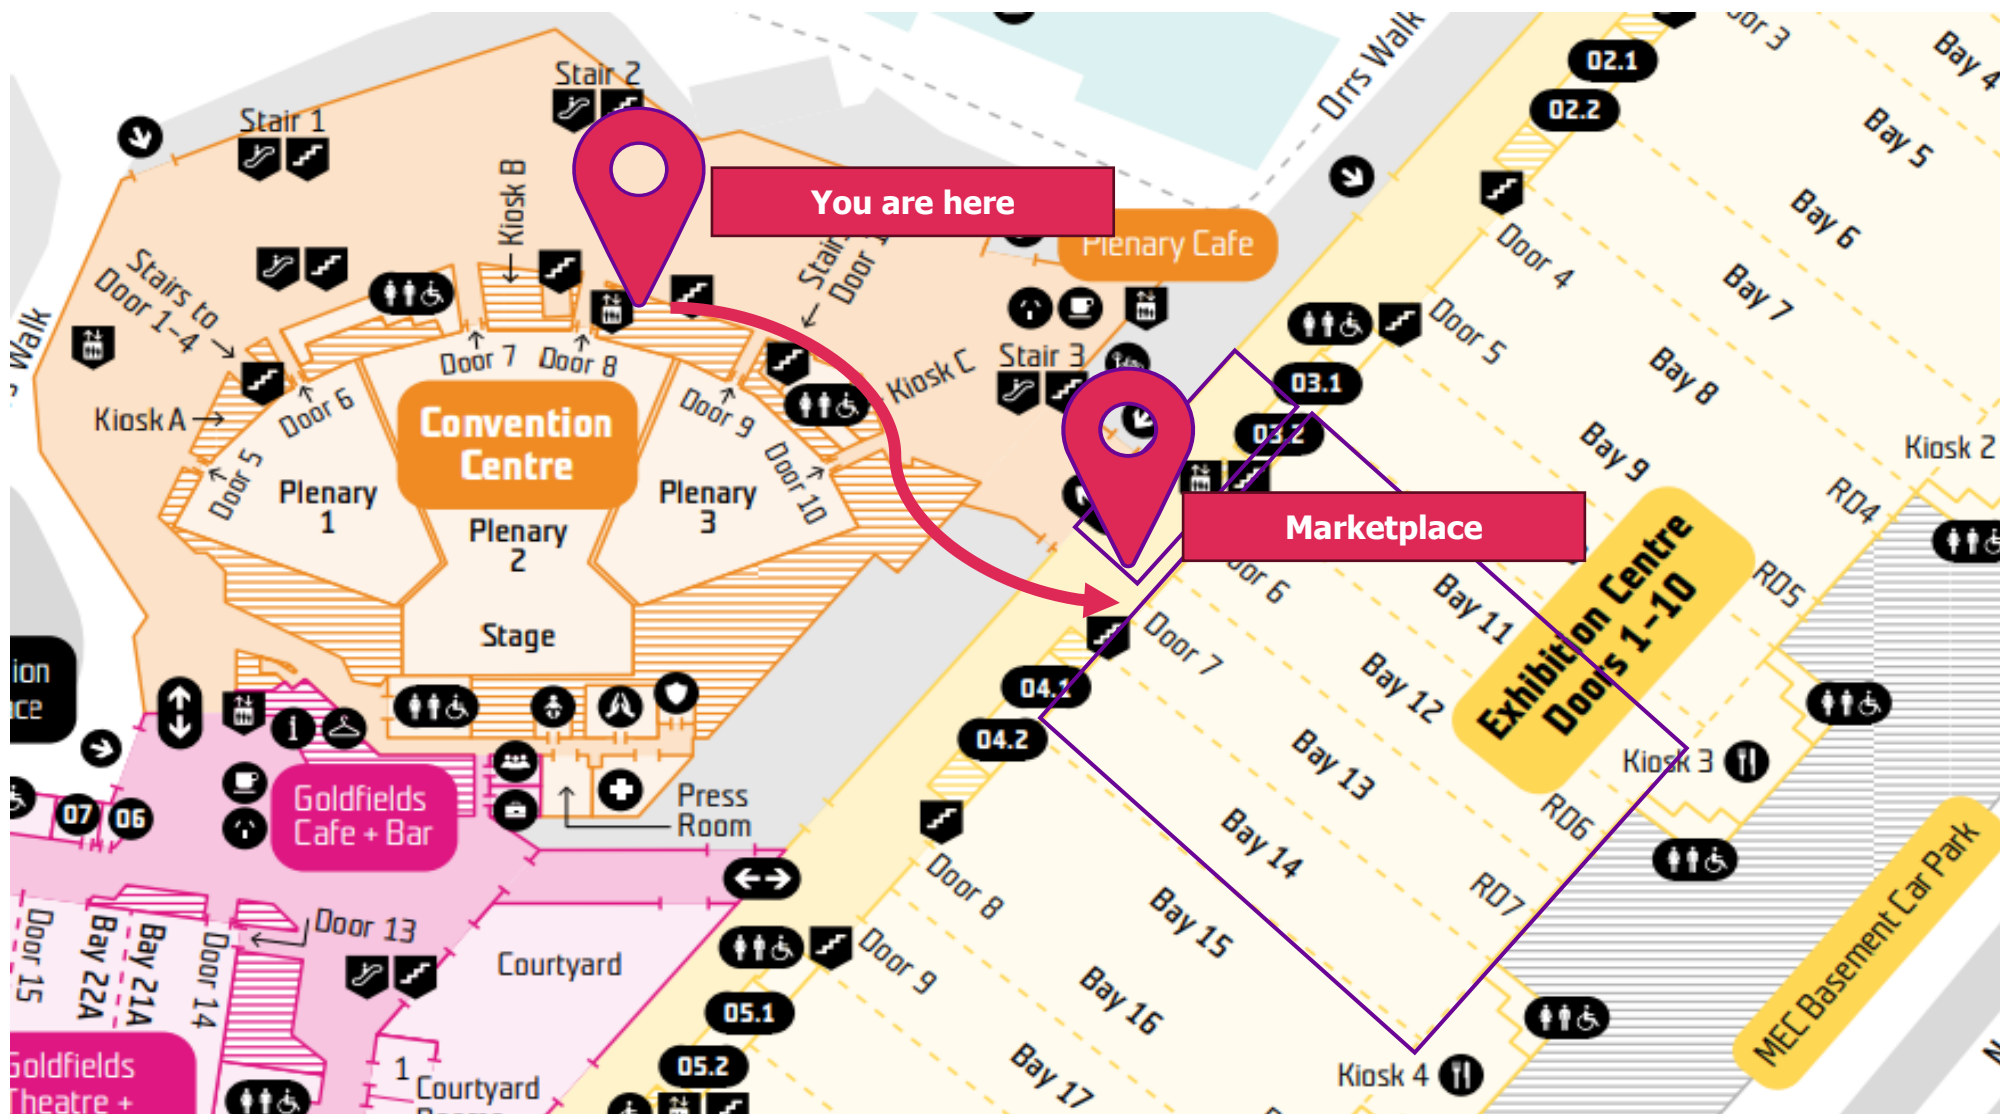 Stair 2
Stair 1
Kiosk B
You are here
Stairs to
Door 1-4
Walk
Plenary Cafe
Orrs Walk
02.1
02.2
Bay 4
Bay 5
Bay 6
Bay 7
Bay 8
Bay 9
Door 4
Door 5
Door 7
Door 8
Door 6
Door 5
Kiosk A
Convention
Centre
Door 9
Door 10
Kiosk C
Stair 3
03.1
03.2
Kiosk 2
RD4
RD5
Plenary
1
Plenary
2
Plenary
3
Stage
Marketplace
Exhibition Centre
Doors 1-10
Bay 11
Bay 12
Bay 13
Bay 14
Bay 15
Bay 16
Bay 17
Door 7
04.1
04.2
Kiosk 3
RD6
RD7
07
06
Goldfields
Cafe + Bar
Press
Room
Door 8
Door 9
Door 13
Door 15
Bay 22A
Bay 21A
Door 14
Courtyard
05.1
05.2
MEC Basement Car Park
Kiosk 4
Goldfields
Theatre +
1
Courtyard